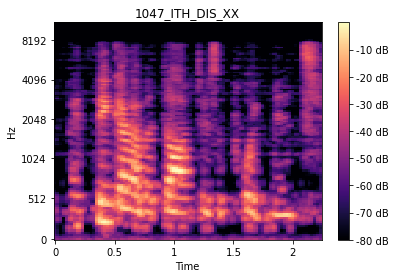 1047_ITH_DIS_XX
8192
4096
2048
1024
512
0
Hz
0
0.5
1
1.5
2
Time
-10 dB
-20 dB
-30 dB
-40 dB
-50 dB
-60 dB
-70 dB
-80 dB